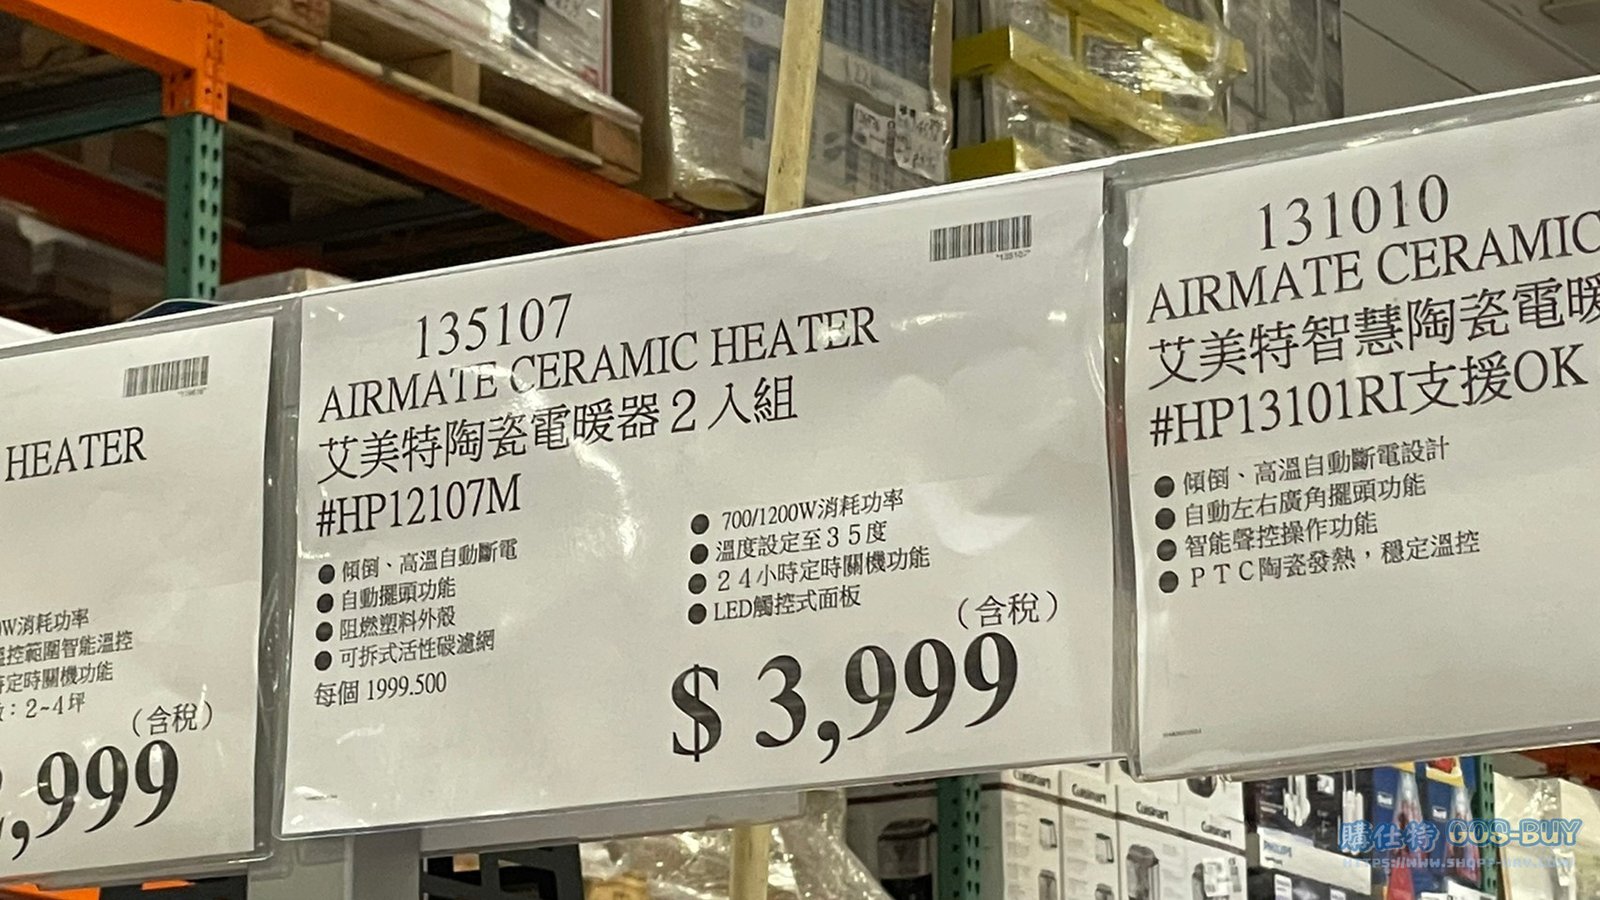 HEATER
W消耗功率
控範圍智能溫控
定時關機功能
：2~4坪
（含稅）
,999
135107
AIRMATE CERAMIC HEATER
艾美特陶瓷電暖器２入組
#HP12107M
● 傾倒、高溫自動斷電
● 自動擺頭功能
● 阻燃塑料外殼
● 可拆式活性碳濾網
每個 1999.500
● 700/1200W消耗功率
● 溫度設定至３５度
● ２４小時定時關機功能
● LED觸控式面板
（含稅）
$ 3,999
131010
AIRMATE CERAMIC
艾美特智慧陶瓷電暖
#HP13101RI支援OK
● 傾倒、高溫自動斷電設計
● 自動左右廣角擺頭功能
● 智能聲控操作功能
● ＰＴＣ陶瓷發熱，穩定溫控
Cuisinart
Cuisinart
Cuisinart
Cuisinart
購仕特 GOS-BUY